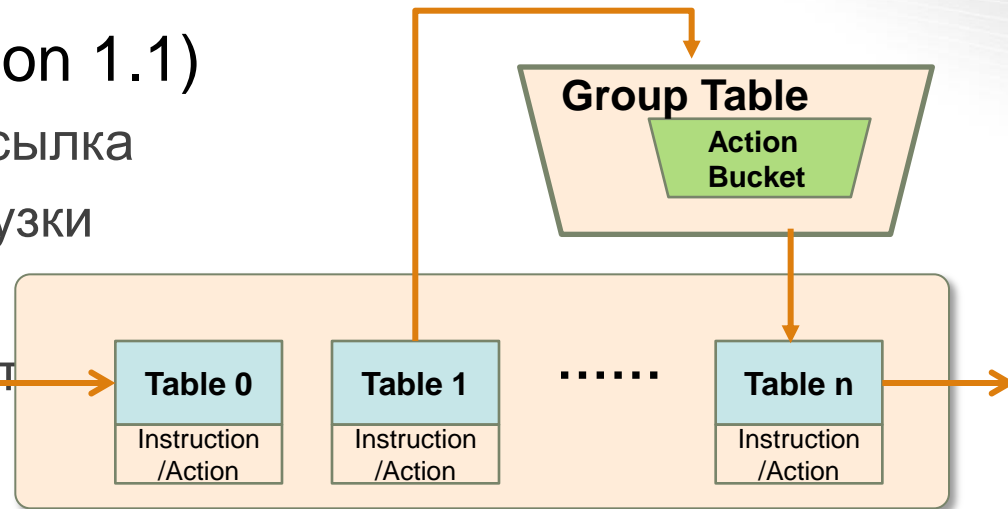 on 1.1)
сылка
узки
т
Group Table
Action
Bucket
Table 0
Instruction
/Action
Table 1
Instruction
/Action
......
Table n
Instruction
/Action